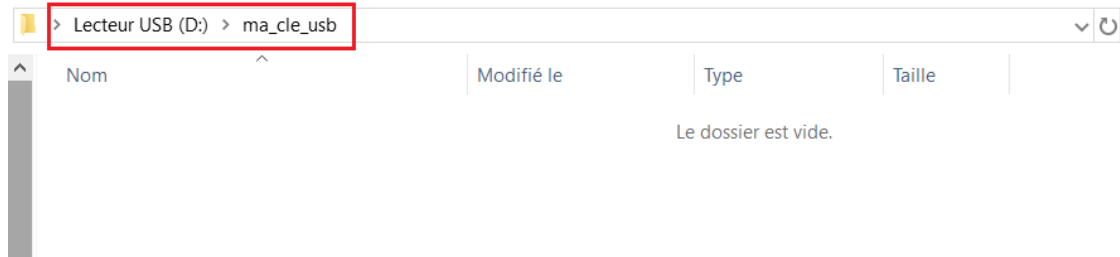 > Lecteur USB (D:) > ma_cle_usb
Nom Modifié le Type Taille
Le dossier est vide.